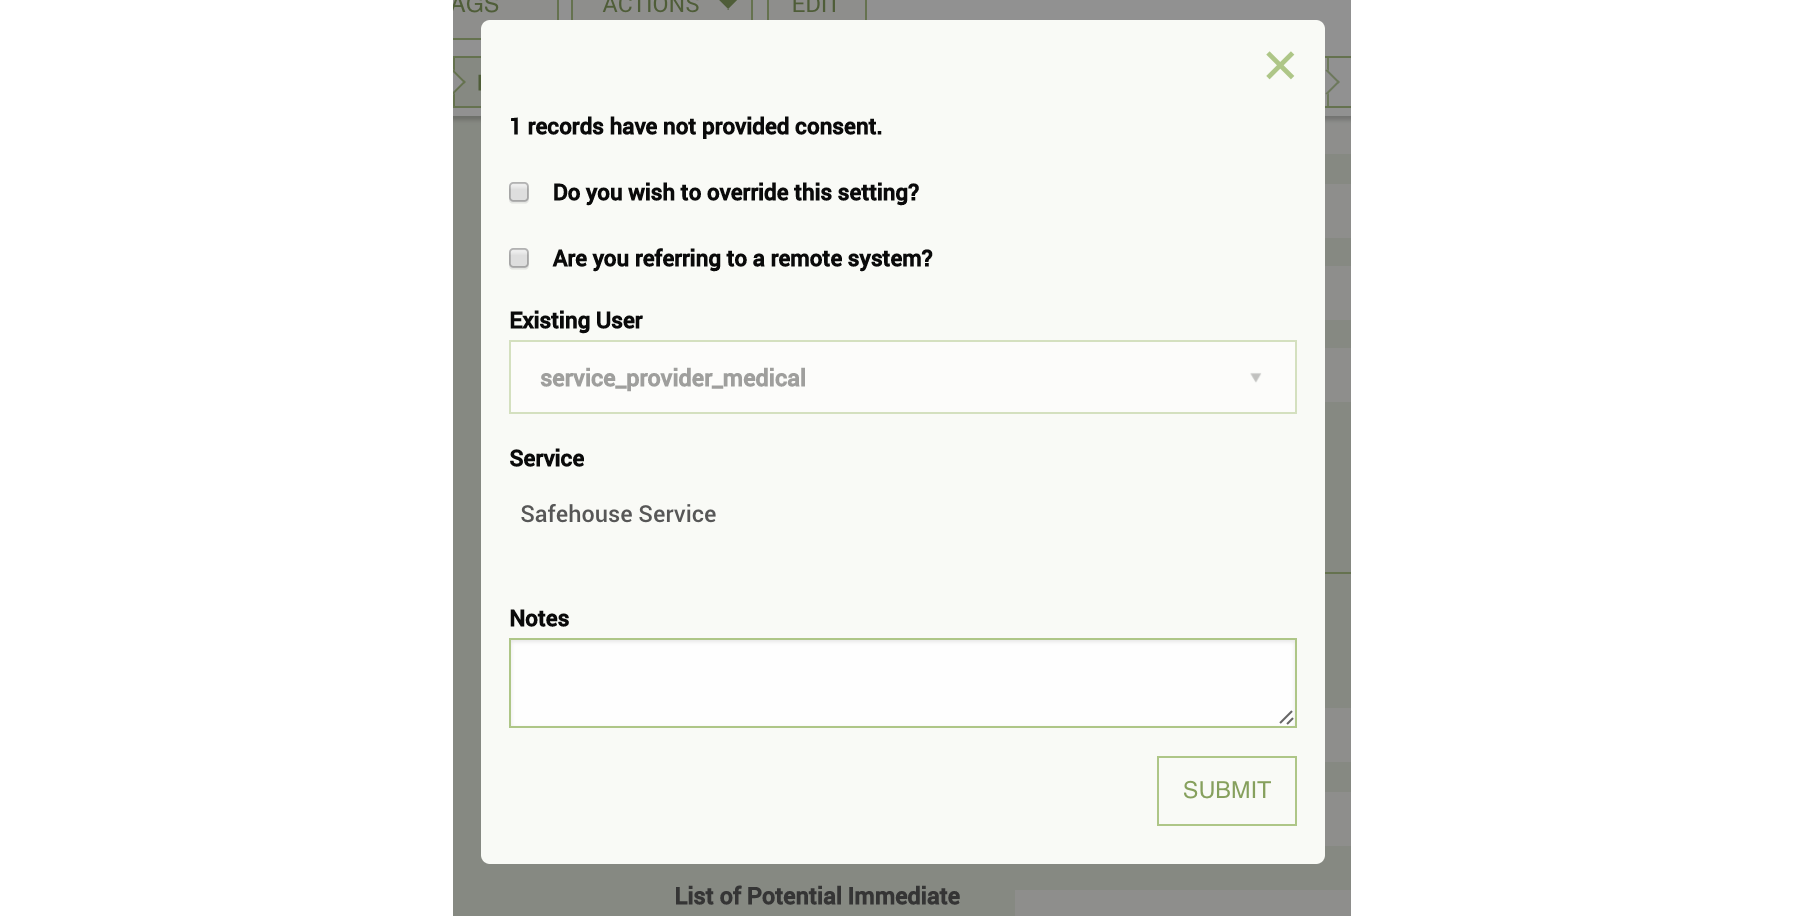 ACTIONS
EDIT
1 records have not provided consent.
Do you wish to override this setting?
Are you referring to a remote system?
Existing User
service_provider_medical
Service
Safehouse Service
Notes
SUBMIT
List of Potential Immediate